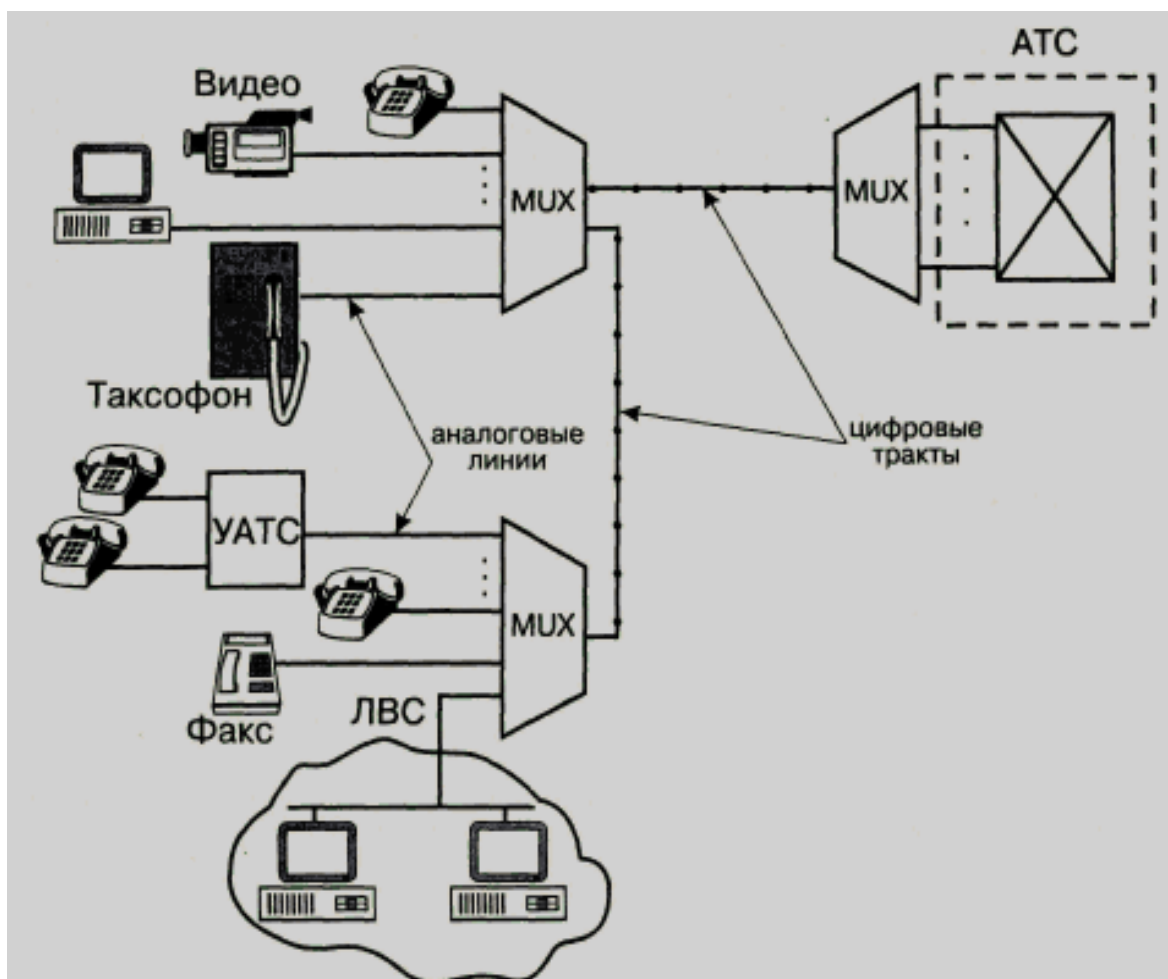 АТС
Видео
MUX
MUX
Таксофон
аналоговые
линии
цифровые
тракты
УАТС
MUX
Факс
ЛВС